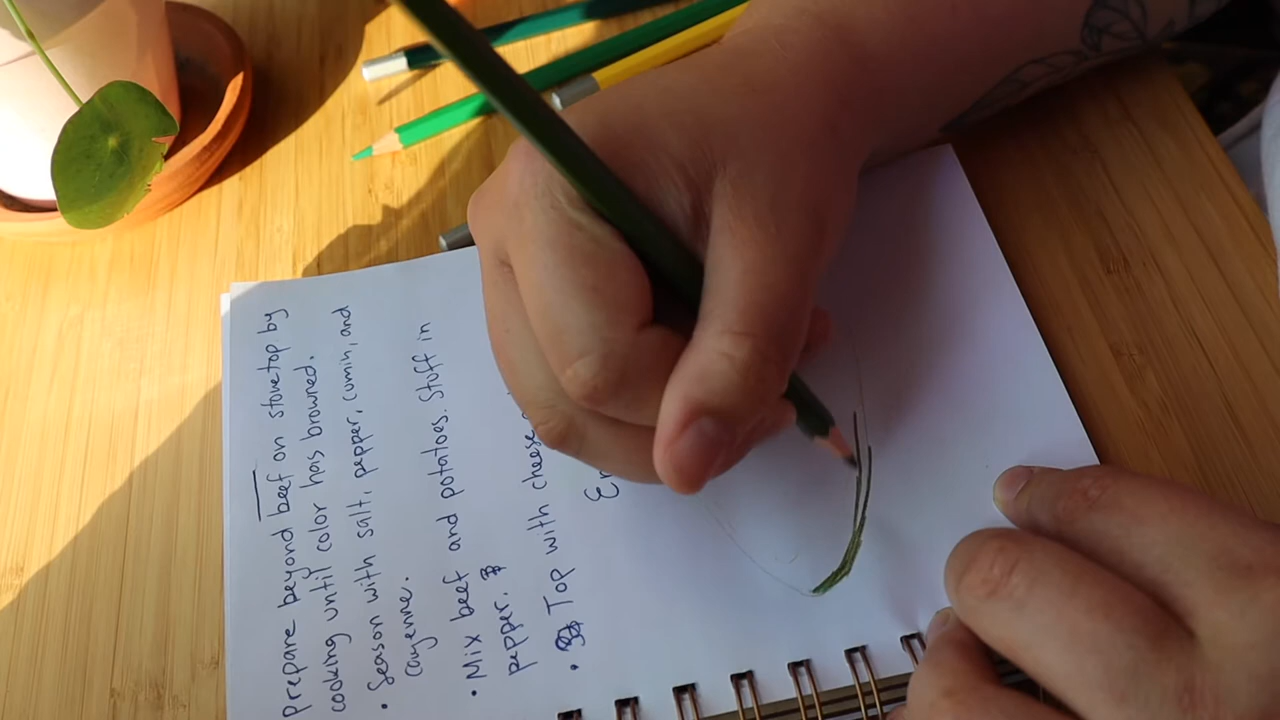 prepare beyond beef on stovetop by
cooking until color has browned.
• Season with salt, pepper, cumin, and
cayenne.
• Mix beef and potatoes. Stuff in
pepper.
• Top with cheese